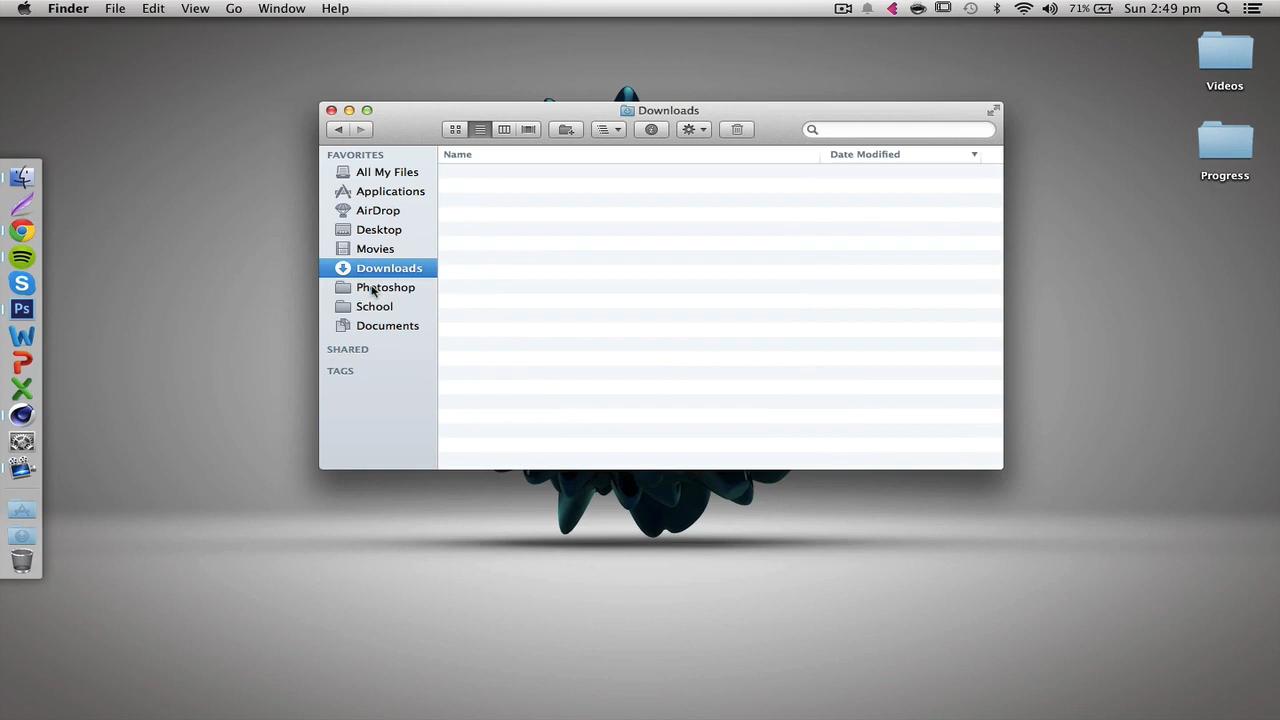 Finder File Edit View Go Window Help 71% Sun 2:49 pm
Videos
Progress
Downloads
Name Date Modified
FAVORITES
All My Files
Applications
AirDrop
Desktop
Movies
Downloads
Photoshop
School
Documents
SHARED
TAGS
Ps
W
P
X